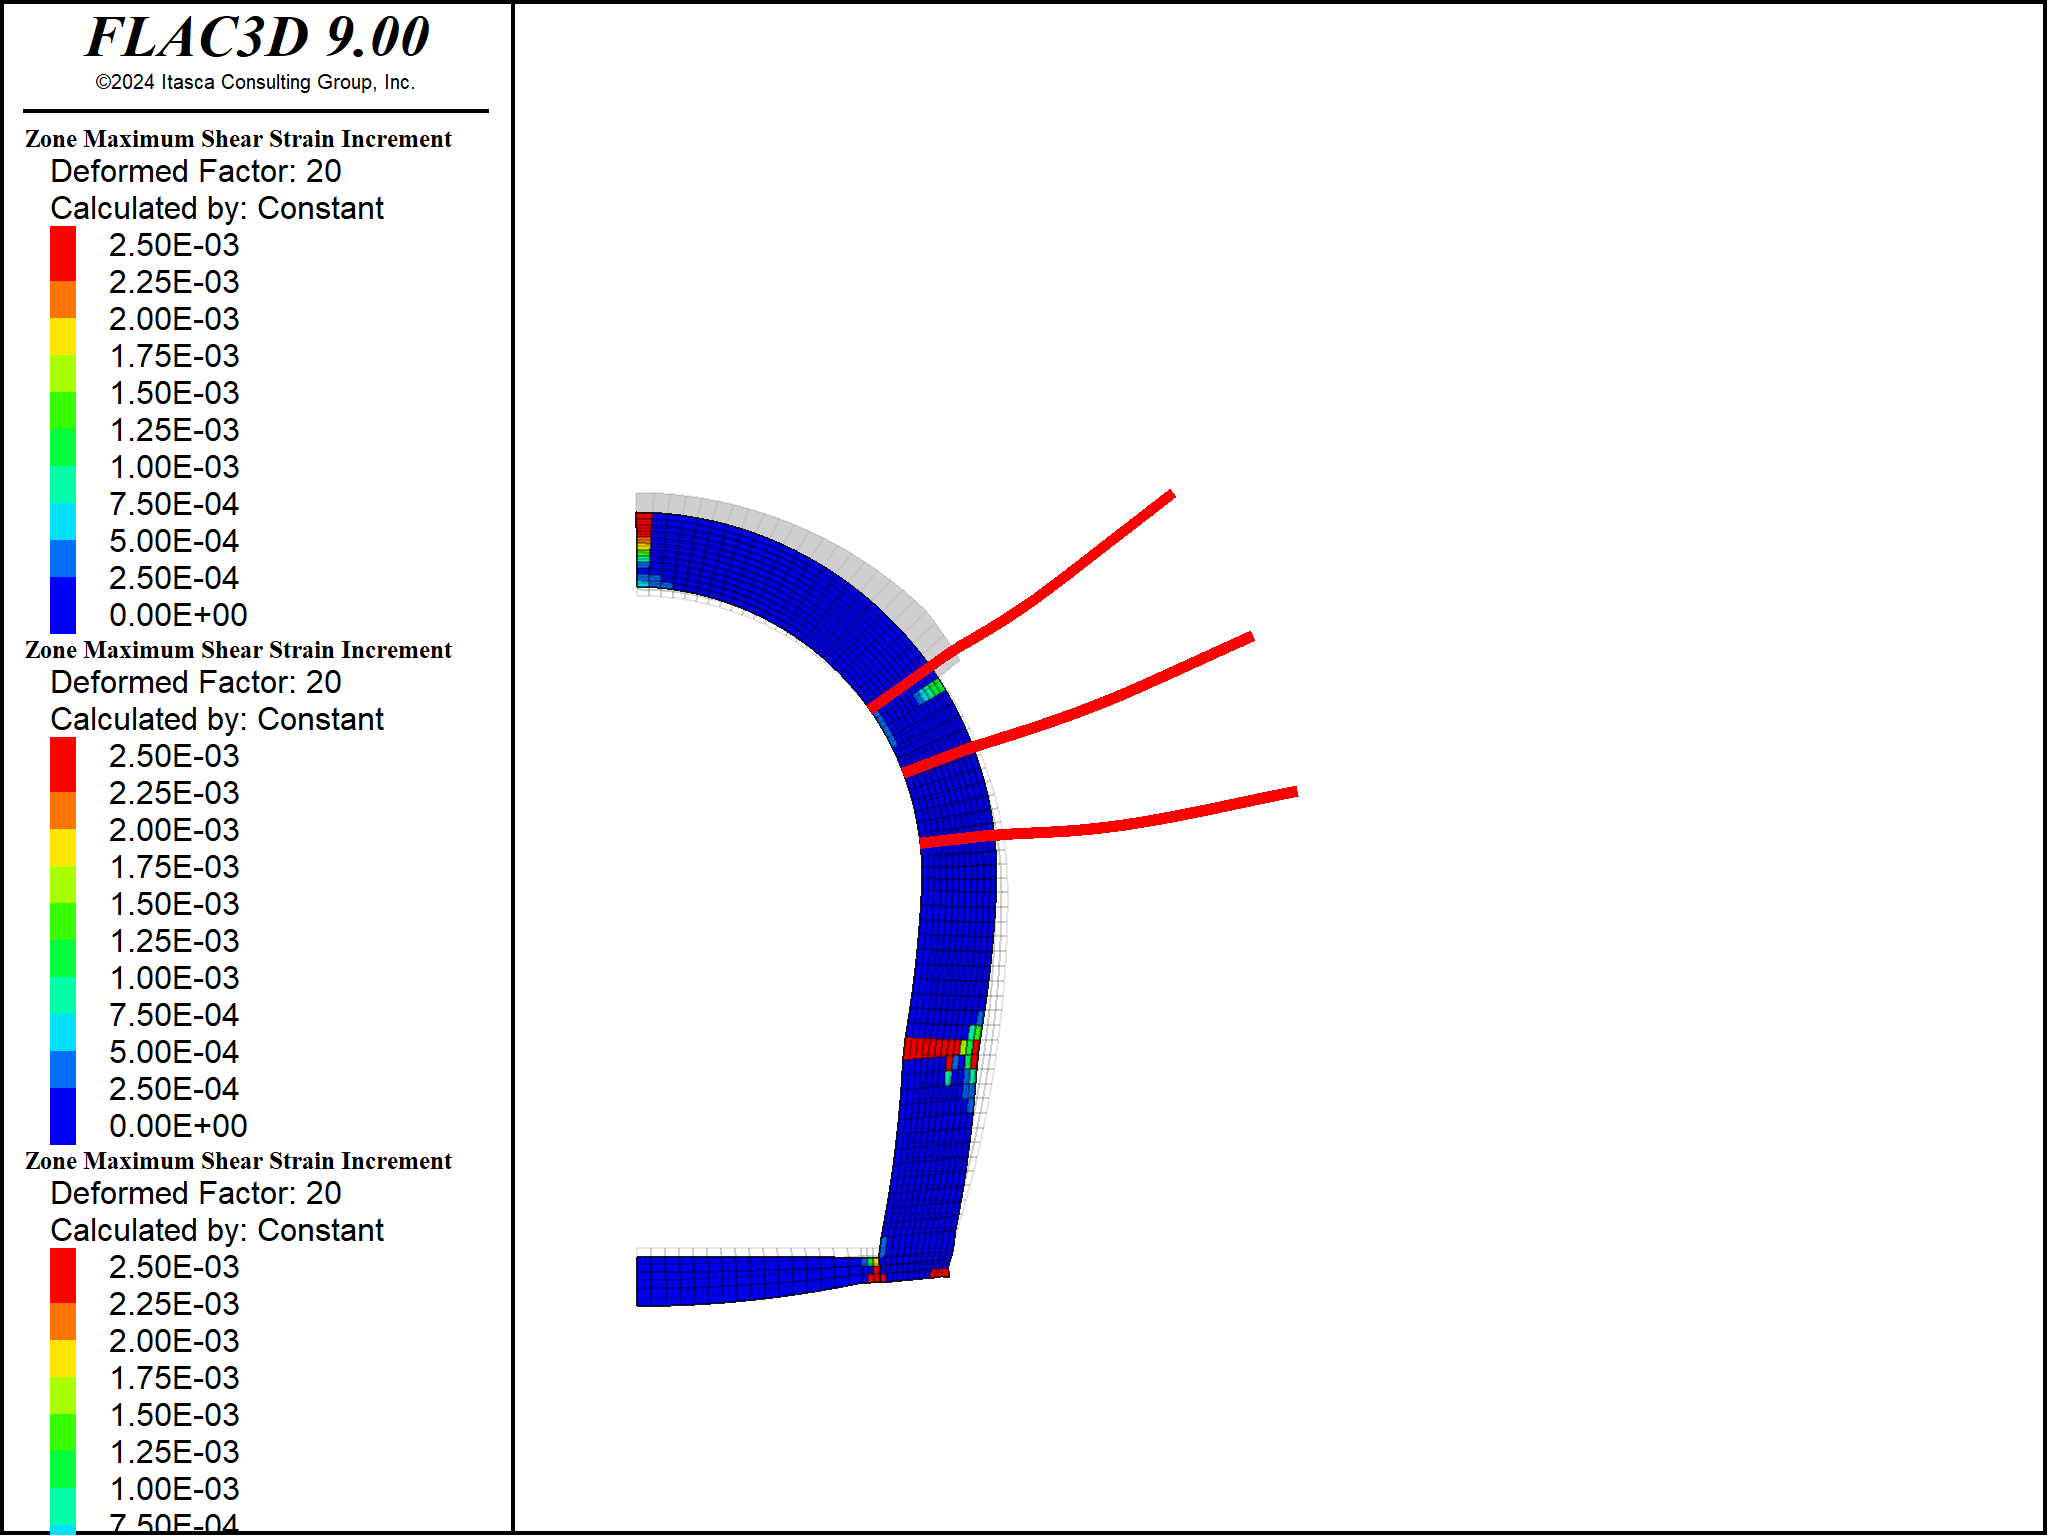 FLAC3D 9.00
©2024 Itasca Consulting Group, Inc.
Zone Maximum Shear Strain Increment
Deformed Factor: 20
Calculated by: Constant
2.50E-03
2.25E-03
2.00E-03
1.75E-03
1.50E-03
1.25E-03
1.00E-03
7.50E-04
5.00E-04
2.50E-04
0.00E+00
Zone Maximum Shear Strain Increment
Deformed Factor: 20
Calculated by: Constant
2.50E-03
2.25E-03
2.00E-03
1.75E-03
1.50E-03
1.25E-03
1.00E-03
7.50E-04
5.00E-04
2.50E-04
0.00E+00
Zone Maximum Shear Strain Increment
Deformed Factor: 20
Calculated by: Constant
2.50E-03
2.25E-03
2.00E-03
1.75E-03
1.50E-03
1.25E-03
1.00E-03
7.50E-04